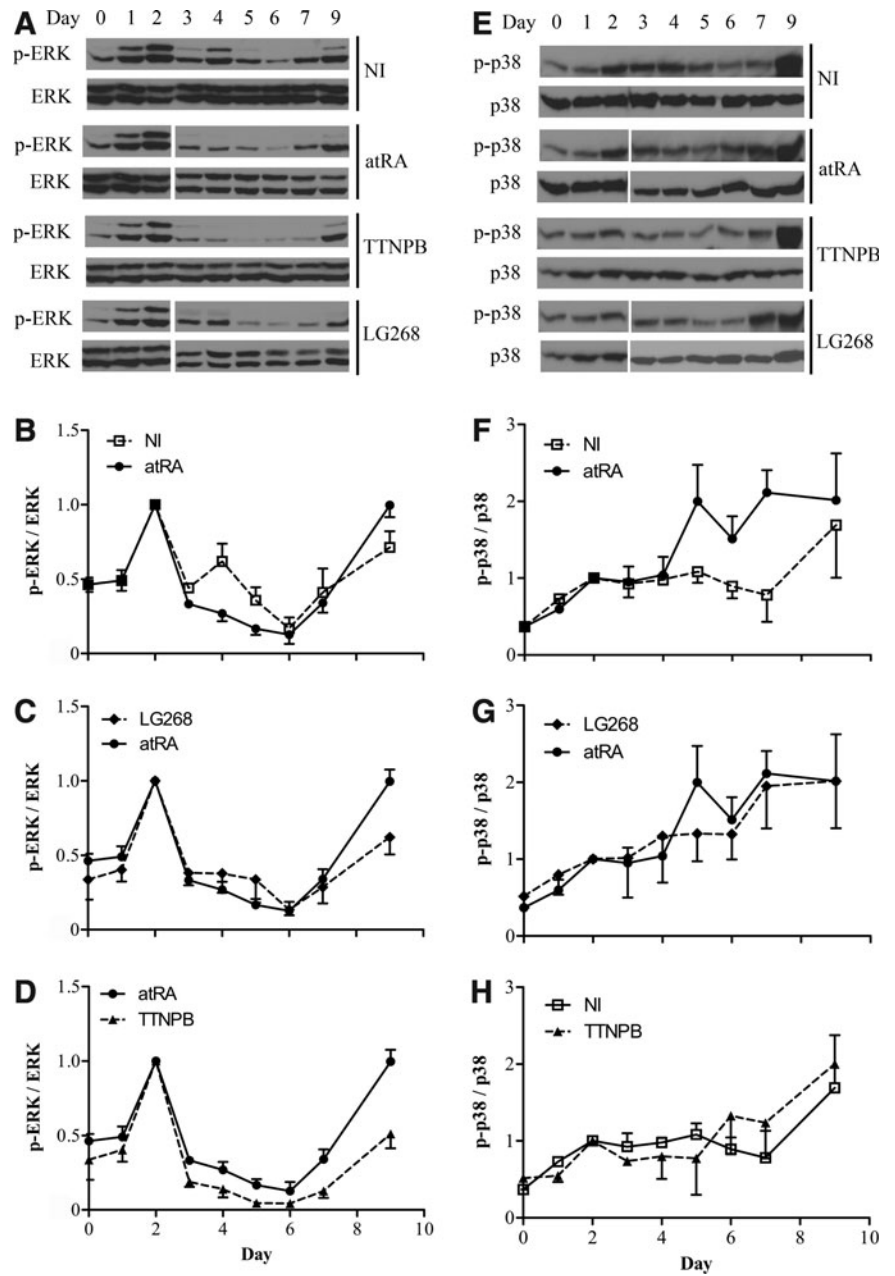 A Day 0 1 2 3 4 5 6 7 9
p-ERK
ERK
NI
p-ERK
ERK
atRA
p-ERK
ERK
TTNPB
p-ERK
ERK
LG268
E Day 0 1 2 3 4 5 6 7 9
p-p38
p38
NI
p-p38
p38
atRA
p-p38
p38
TTNPB
p-p38
p38
LG268
B
NI
atRA
p-ERK / ERK
1.5
1.0
0.5
0
C
LG268
atRA
p-ERK / ERK
1.5
1.0
0.5
0
D
atRA
TTNPB
p-ERK / ERK
1.5
1.0
0.5
0
0 2 4 6 8 10
Day
F
NI
atRA
p-p38 / p38
3
2
1
0
G
LG268
atRA
p-p38 / p38
3
2
1
0
H
NI
TTNPB
p-p38 / p38
3
2
1
0
0 2 4 6 8 10
Day